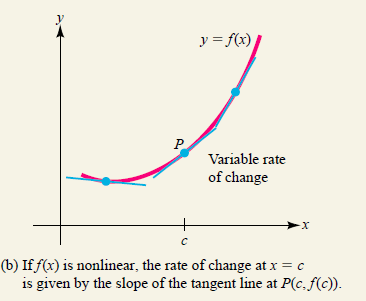 y
y = f(x)
P
Variable rate
of change
x
c
(b) If f(x) is nonlinear, the rate of change at x = c
is given by the slope of the tangent line at P(c, f(c)).